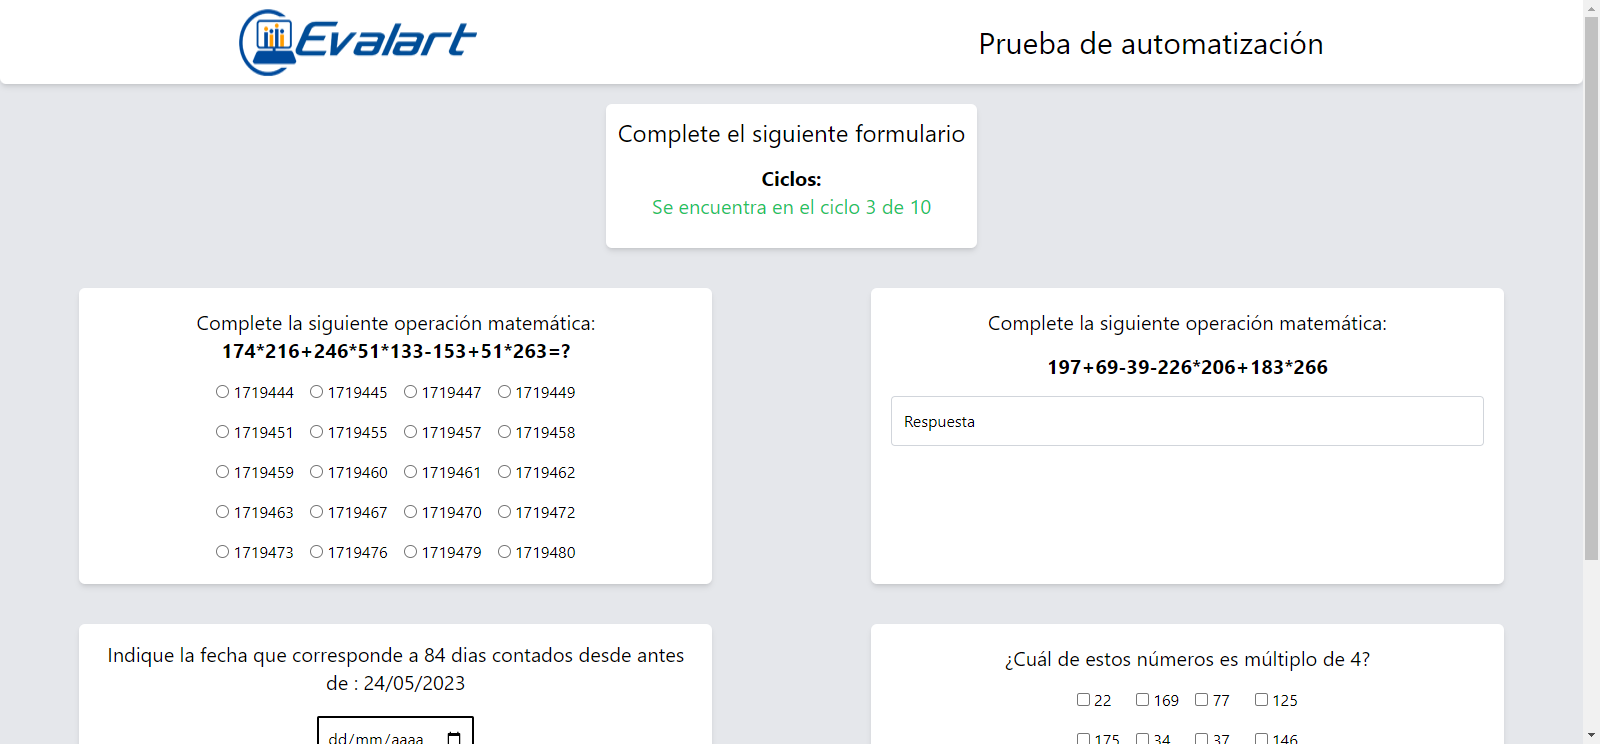 Evalart
Prueba de automatización
Complete el siguiente formulario
Ciclos:
Se encuentra en el ciclo 3 de 10
Complete la siguiente operación matemática:
174*216+246*51*133-153+51*263=?
1719444 1719445 1719447 1719449
1719451 1719455 1719457 1719458
1719459 1719460 1719461 1719462
1719463 1719467 1719470 1719472
1719473 1719476 1719479 1719480
Complete la siguiente operación matemática:
197+69-39-226*206+183*266
Respuesta
Indique la fecha que corresponde a 84 dias contados desde antes
de : 24/05/2023
dd/mm/aaaa
¿Cuál de estos números es múltiplo de 4?
22 169 77 125
175 34 37 146